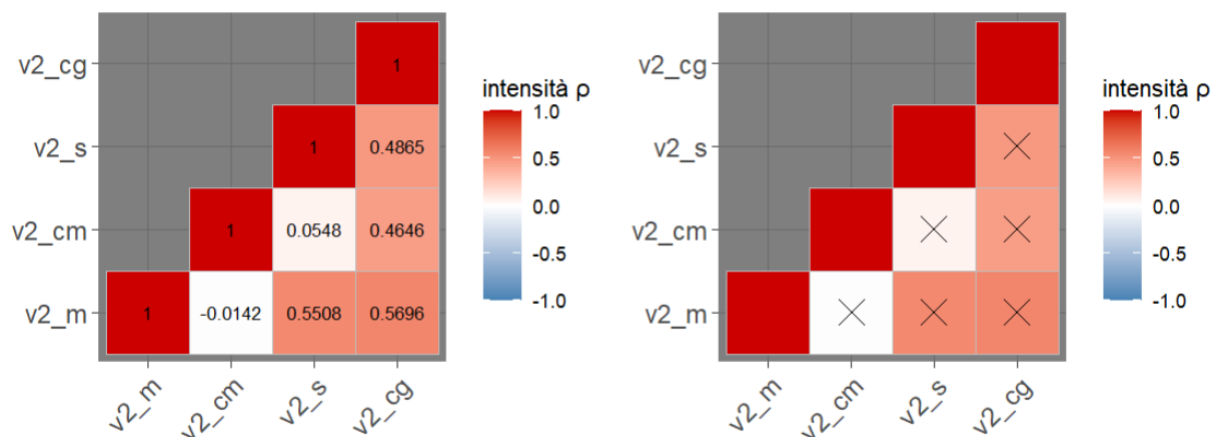 v2_cg
1
v2_s
1
0.4865
v2_cm
1
0.0548
0.4646
v2_m
1
-0.0142
0.5508
0.5696
v2_m
v2_cm
v2_s
v2_cg
intensità ρ
1.0
0.5
0.0
-0.5
-1.0
v2_cg
v2_s
v2_cm
v2_m
v2_m
v2_cm
v2_s
v2_cg
intensità ρ
1.0
0.5
0.0
-0.5
-1.0